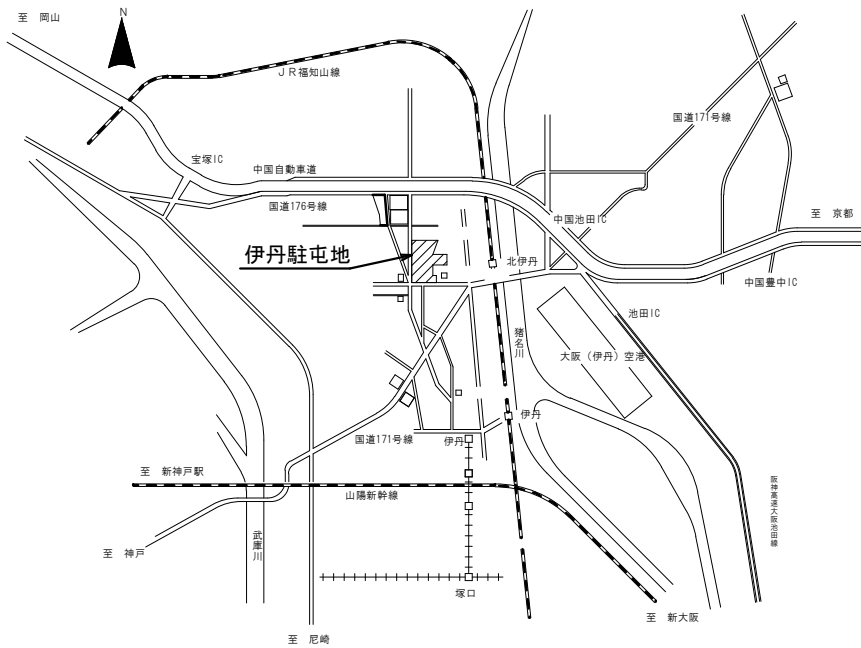 至　岡山
N
ＪＲ福知山線
国道171号線
宝塚IC
中国自動車道
国道176号線
中国池田IC
至　京都
伊丹駐屯地
北伊丹
中国豊中IC
池田IC
猪名川
大阪（伊丹）空港
伊丹
国道171号線
伊丹
至　新神戸駅
山陽新幹線
阪神高速大阪池田線
武庫川
至　神戸
塚口
至　新大阪
至　尼崎